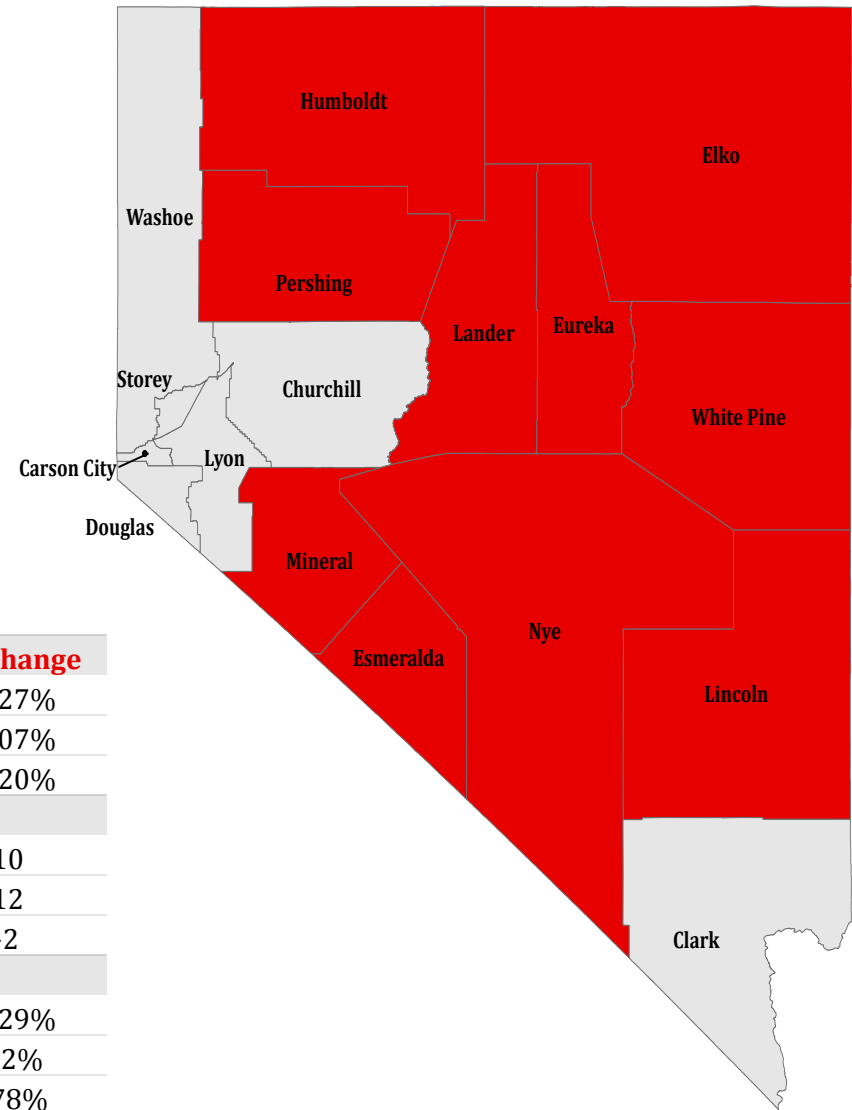 Humboldt
Elko
Washoe
Pershing
Lander
Eureka
Storey
Churchill
White Pine
Carson City
Lyon
Douglas
Mineral
Nye
Esmeralda
Lincoln
Clark
hange
27%
07%
20%
10
12
-2
29%
2%
78%